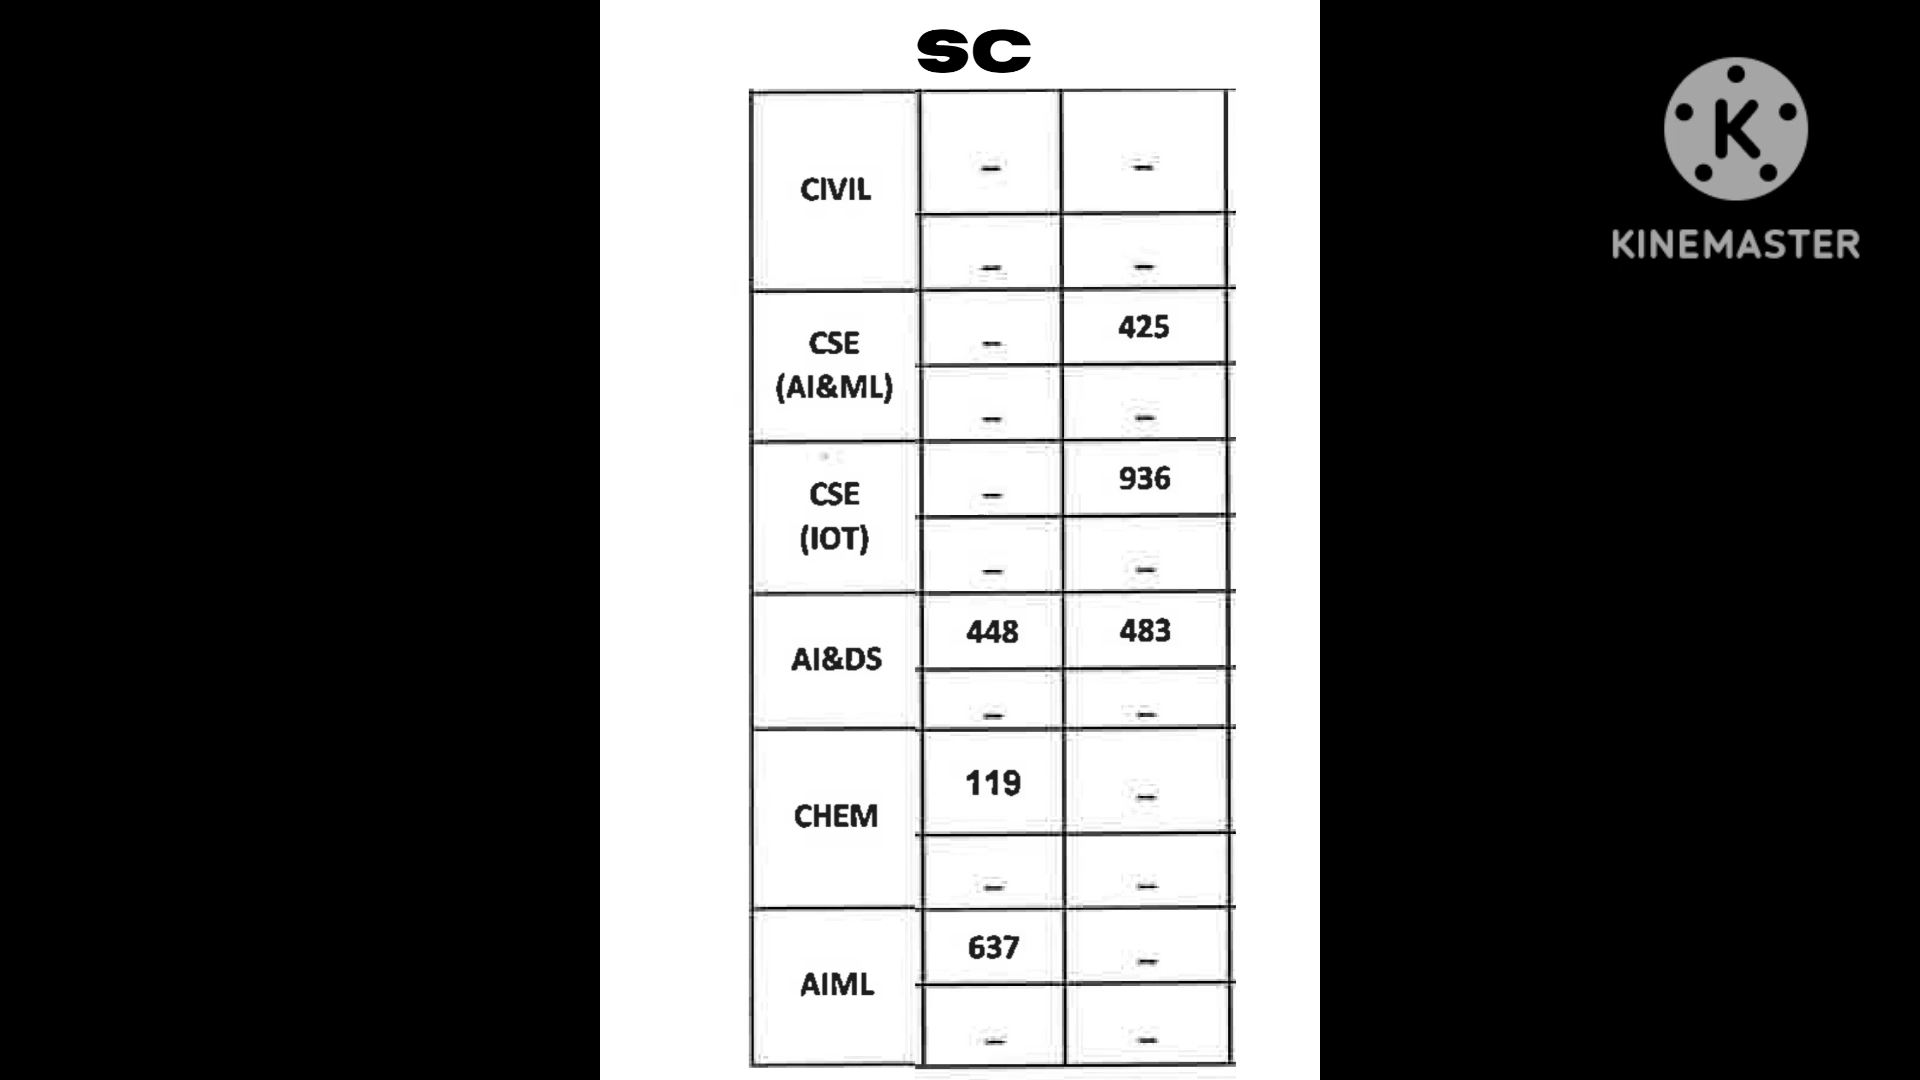 SC
CIVIL – –
– –
CSE (AI&ML) – 425
– –
CSE (IOT) – 936
– –
AI&DS 448 483
– –
CHEM 119 –
– –
AIML 637 –
– –
K
KINEMASTER